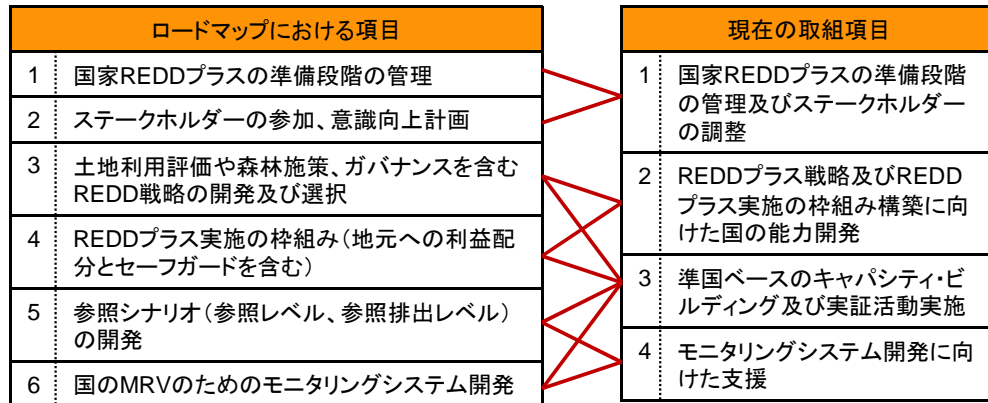 ロードマップにおける項目
1 国家REDDプラスの準備段階の管理
2 ステークホルダーの参加、意識向上計画
3 土地利用評価や森林施策、ガバナンスを含む
REDD戦略の開発及び選択
4 REDDプラス実施の枠組み（地元への利益配
分とセーフガードを含む）
5 参照シナリオ（参照レベル、参照排出レベル）
の開発
6 国のMRVのためのモニタリングシステム開発
現在の取組項目
1 国家REDDプラスの準備段階
の管理及びステークホルダー
の調整
2 REDDプラス戦略及びREDD
プラス実施の枠組み構築に向
けた国の能力開発
3 準国ベースのキャパシティ・ビ
ルディング及び実証活動実施
4 モニタリングシステム開発に向
けた支援